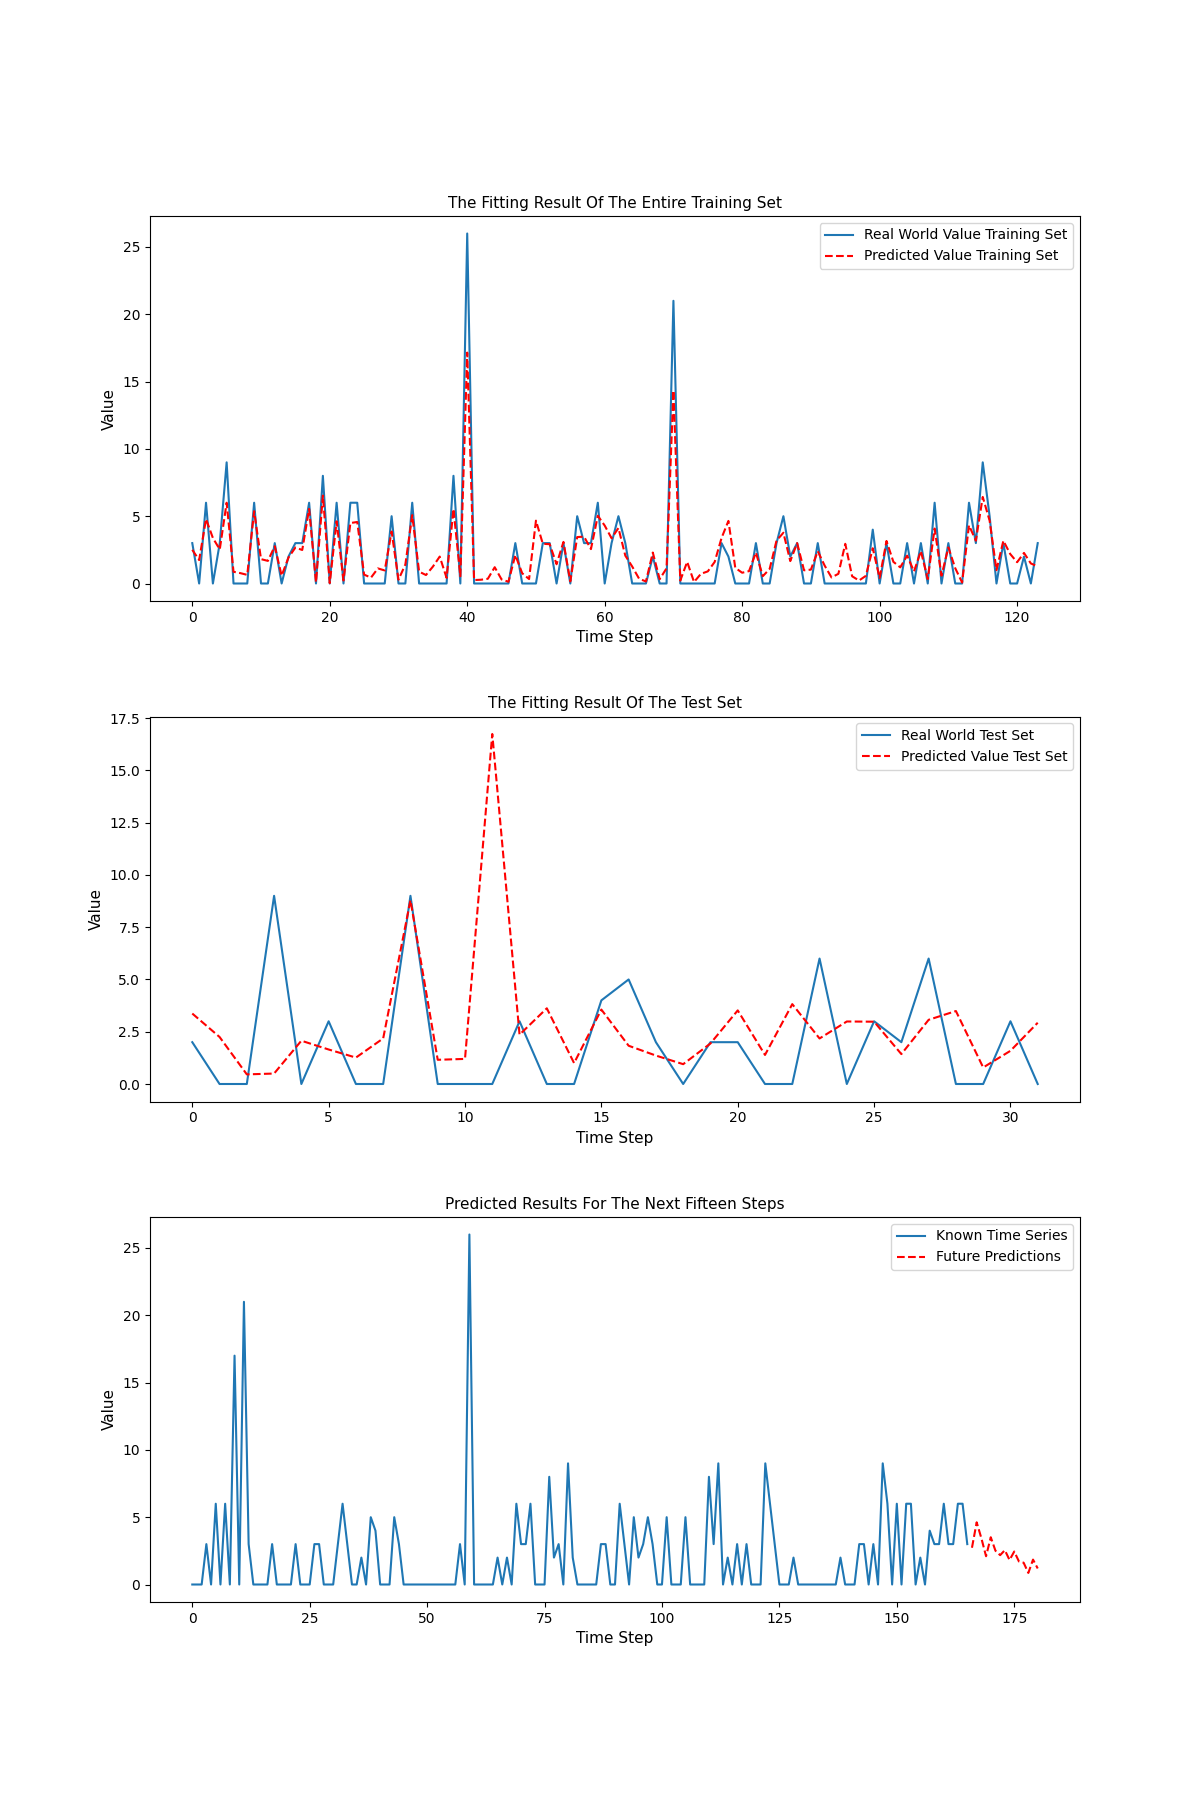 The Fitting Result Of The Entire Training Set
Real World Value Training Set
Predicted Value Training Set
25
20
15
10
5
0
Value
0 20 40 60 80 100 120
Time Step
The Fitting Result Of The Test Set
Real World Test Set
Predicted Value Test Set
17.5
15.0
12.5
10.0
7.5
5.0
2.5
0.0
Value
0 5 10 15 20 25 30
Time Step
Predicted Results For The Next Fifteen Steps
Known Time Series
Future Predictions
25
20
15
10
5
0
Value
0 25 50 75 100 125 150 175
Time Step